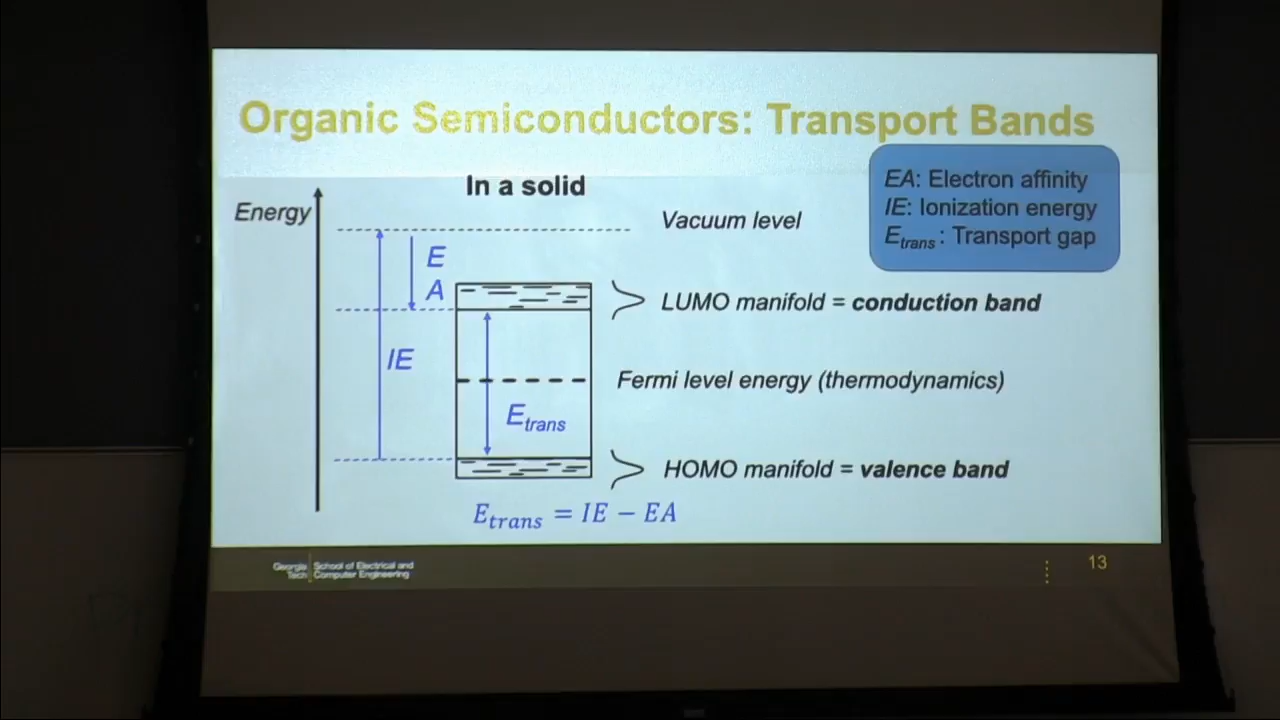 Organic Semiconductors: Transport Bands
In a solid
EA: Electron affinity
IE: Ionization energy
E_trans : Transport gap
Energy
Vacuum level
E
A
LUMO manifold = conduction band
IE
Fermi level energy (thermodynamics)
E_trans
HOMO manifold = valence band
E_trans = IE − EA
Georgia
Tech
School of Electrical and
Computer Engineering
13